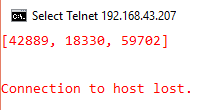 Select Telnet 192.168.43.207
[42889, 18330, 59702]
Connection to host lost.